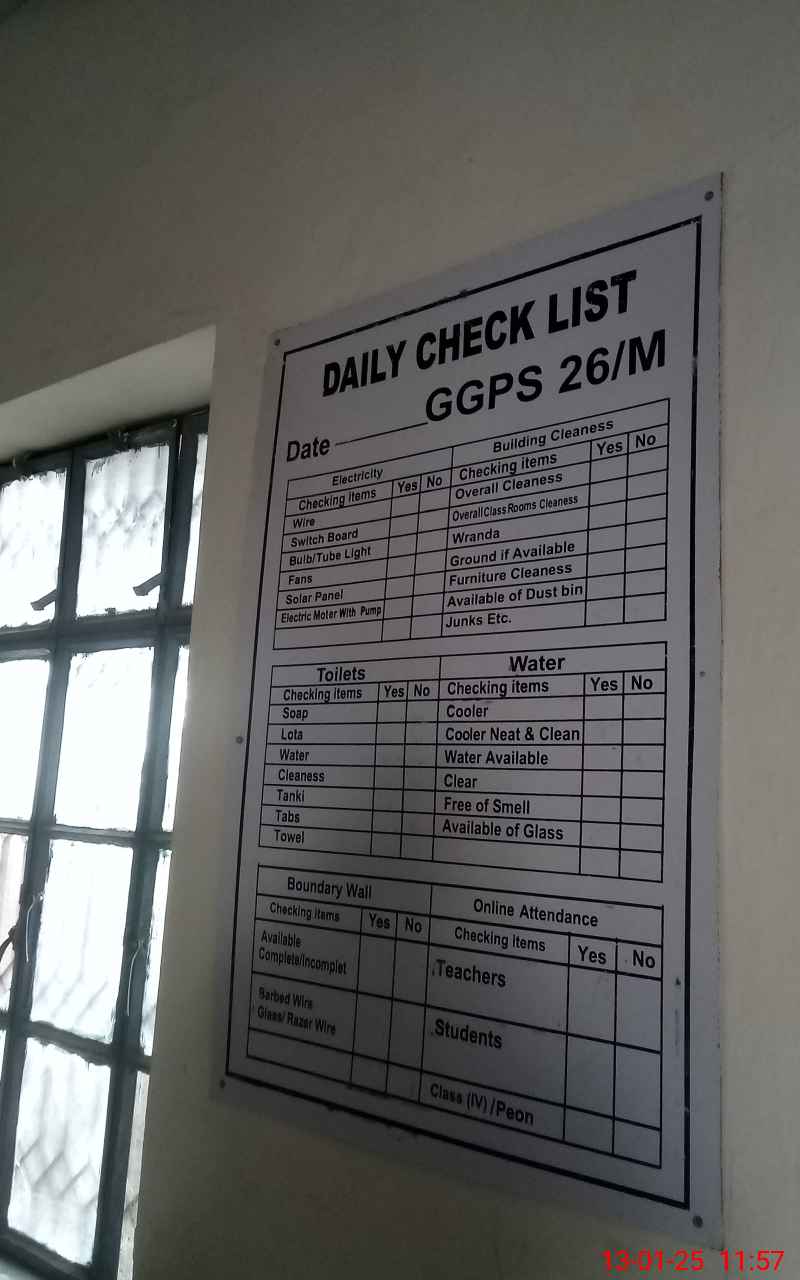 DAILY CHECK LIST
GGPS 26/M
Date
Electricity
Checking items Yes No
Wire
Switch Board
Bulb/Tube Light
Fans
Solar Panel
Electric Moter With Pump
Building Cleaness
Checking items Yes No
Overall Cleaness
Overall Class Rooms Cleaness
Wranda
Ground if Available
Furniture Cleaness
Available of Dust bin
Junks Etc.
Toilets
Checking items Yes No
Soap
Lota
Water
Cleaness
Tanki
Tabs
Towel
Water
Checking items Yes No
Cooler
Cooler Neat & Clean
Water Available
Clear
Free of Smell
Available of Glass
Boundary Wall
Checking items Yes No
Available
Complete/Incomplet
Barbed Wire
Glass/ Razer Wire
Online Attendance
Checking items Yes No
Teachers
Students
Class (IV) /Peon
13-01-25 11:57